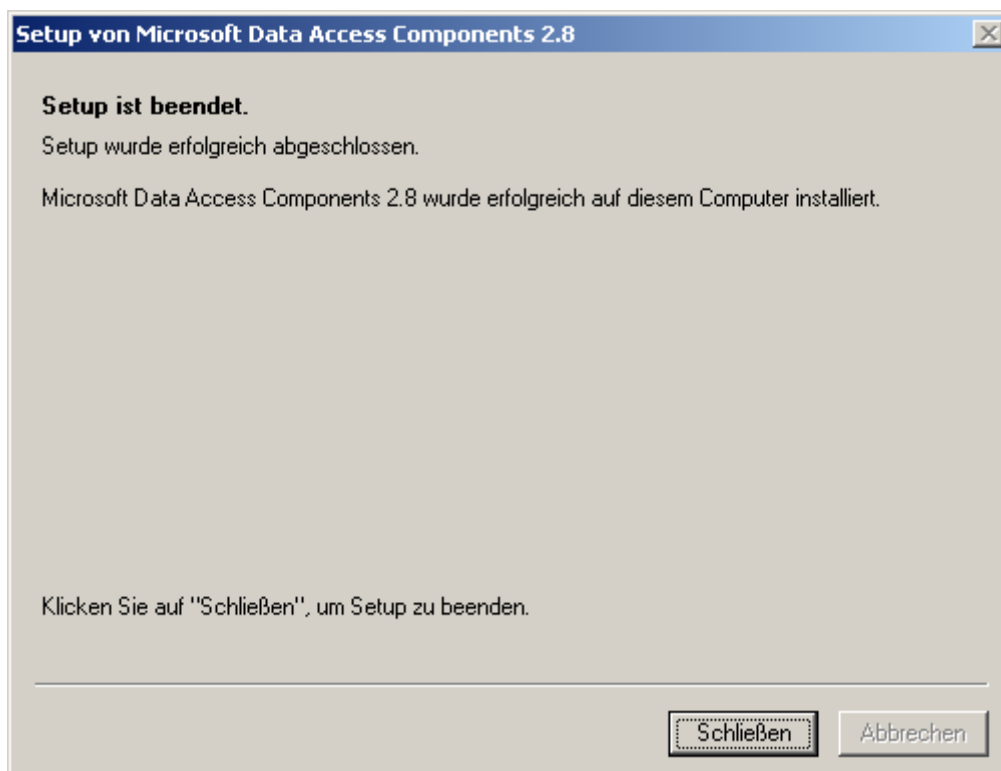 Setup von Microsoft Data Access Components 2.8
Setup ist beendet.
Setup wurde erfolgreich abgeschlossen.
Microsoft Data Access Components 2.8 wurde erfolgreich auf diesem Computer installiert.
Klicken Sie auf "Schließen", um Setup zu beenden.
Schließen
Abbrechen